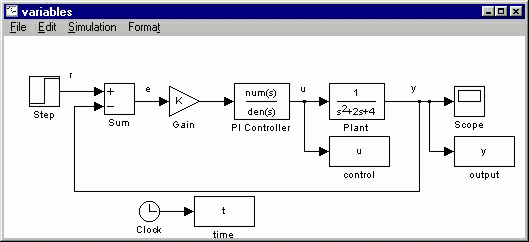 variables
File Edit Simulation Format
r e u y
+
−
K
num(s)
den(s)
1
s^2+2s+4
Step Sum Gain PI Controller Plant Scope
u
control
y
output
t
Clock time